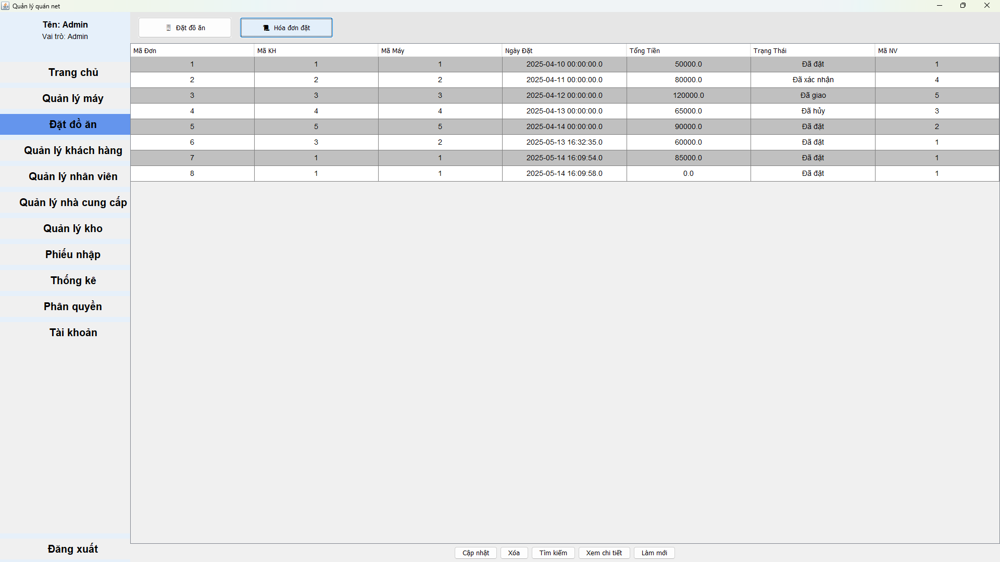 Quản lý quán net
Tên: Admin
Vai trò: Admin
Trang chủ
Quản lý máy
Đặt đồ ăn
Quản lý khách hàng
Quản lý nhân viên
Quản lý nhà cung cấp
Quản lý kho
Phiếu nhập
Thống kê
Phân quyền
Tài khoản
Đăng xuất
Đặt đồ ăn Hóa đơn đặt
Mã Đơn Mã KH Mã Máy Ngày Đặt Tổng Tiền Trạng Thái Mã NV
1 1 1 2025-04-10 00:00:00.0 50000.0 Đã đặt 1
2 2 2 2025-04-11 00:00:00.0 80000.0 Đã xác nhận 4
3 3 3 2025-04-12 00:00:00.0 120000.0 Đã giao 5
4 4 4 2025-04-13 00:00:00.0 65000.0 Đã hủy 3
5 5 5 2025-04-14 00:00:00.0 90000.0 Đã đặt 2
6 3 2 2025-05-13 16:32:35.0 60000.0 Đã đặt 1
7 1 1 2025-05-14 16:09:54.0 85000.0 Đã đặt 1
8 1 1 2025-05-14 16:09:58.0 0.0 Đã đặt 1
Cập nhật Xóa Tìm kiếm Xem chi tiết Làm mới